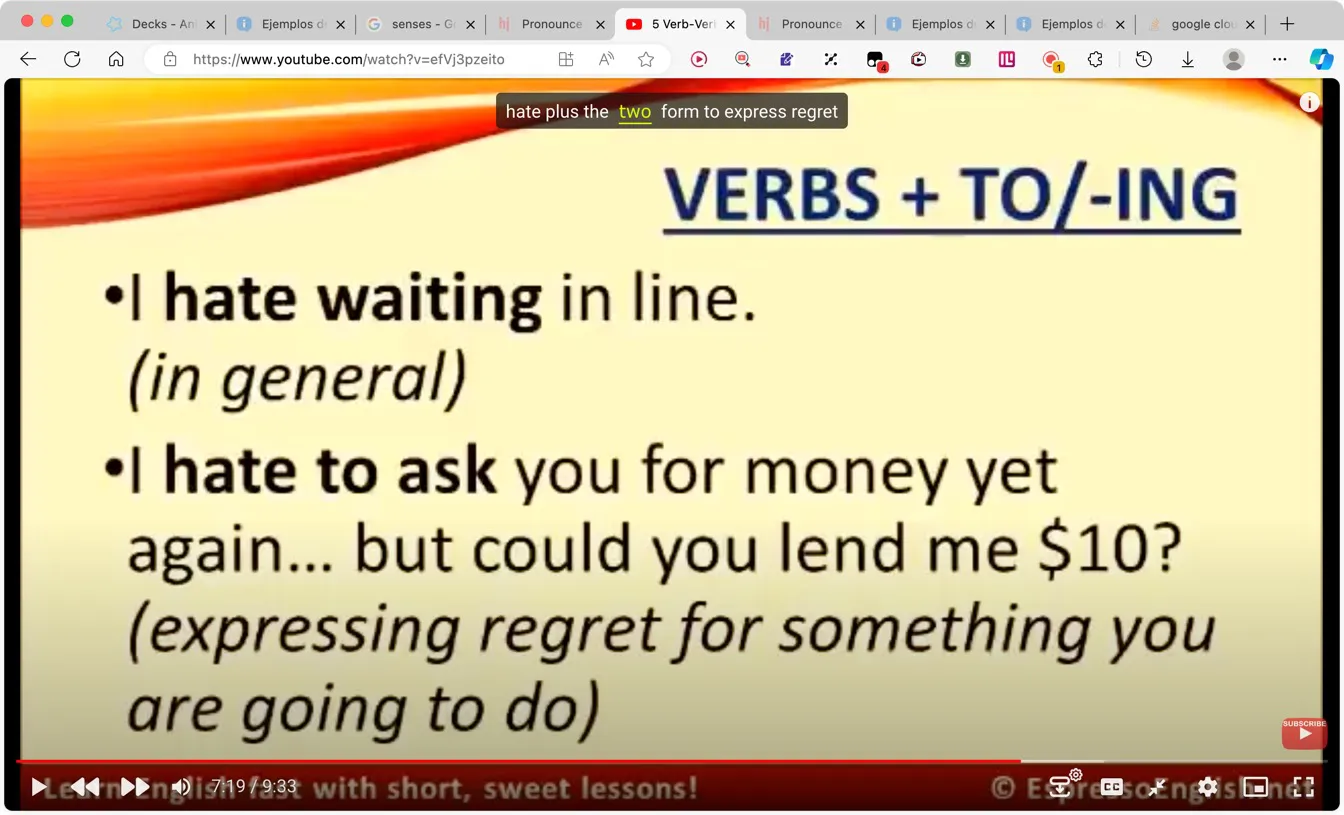 Decks - An
Ejemplos d
senses - G
Pronounce
5 Verb-Ver
Pronounce
Ejemplos d
Ejemplos d
google clou
https://www.youtube.com/watch?v=efVj3pzeito
4
1
hate plus the two form to express regret
VERBS + TO/-ING
•I hate waiting in line.
(in general)
•I hate to ask you for money yet
again... but could you lend me $10?
(expressing regret for something you
are going to do)
SUBSCRIBE
Learn English fast with short, sweet lessons!
7:19 / 9:33
CC
© EspressoEnglish.net